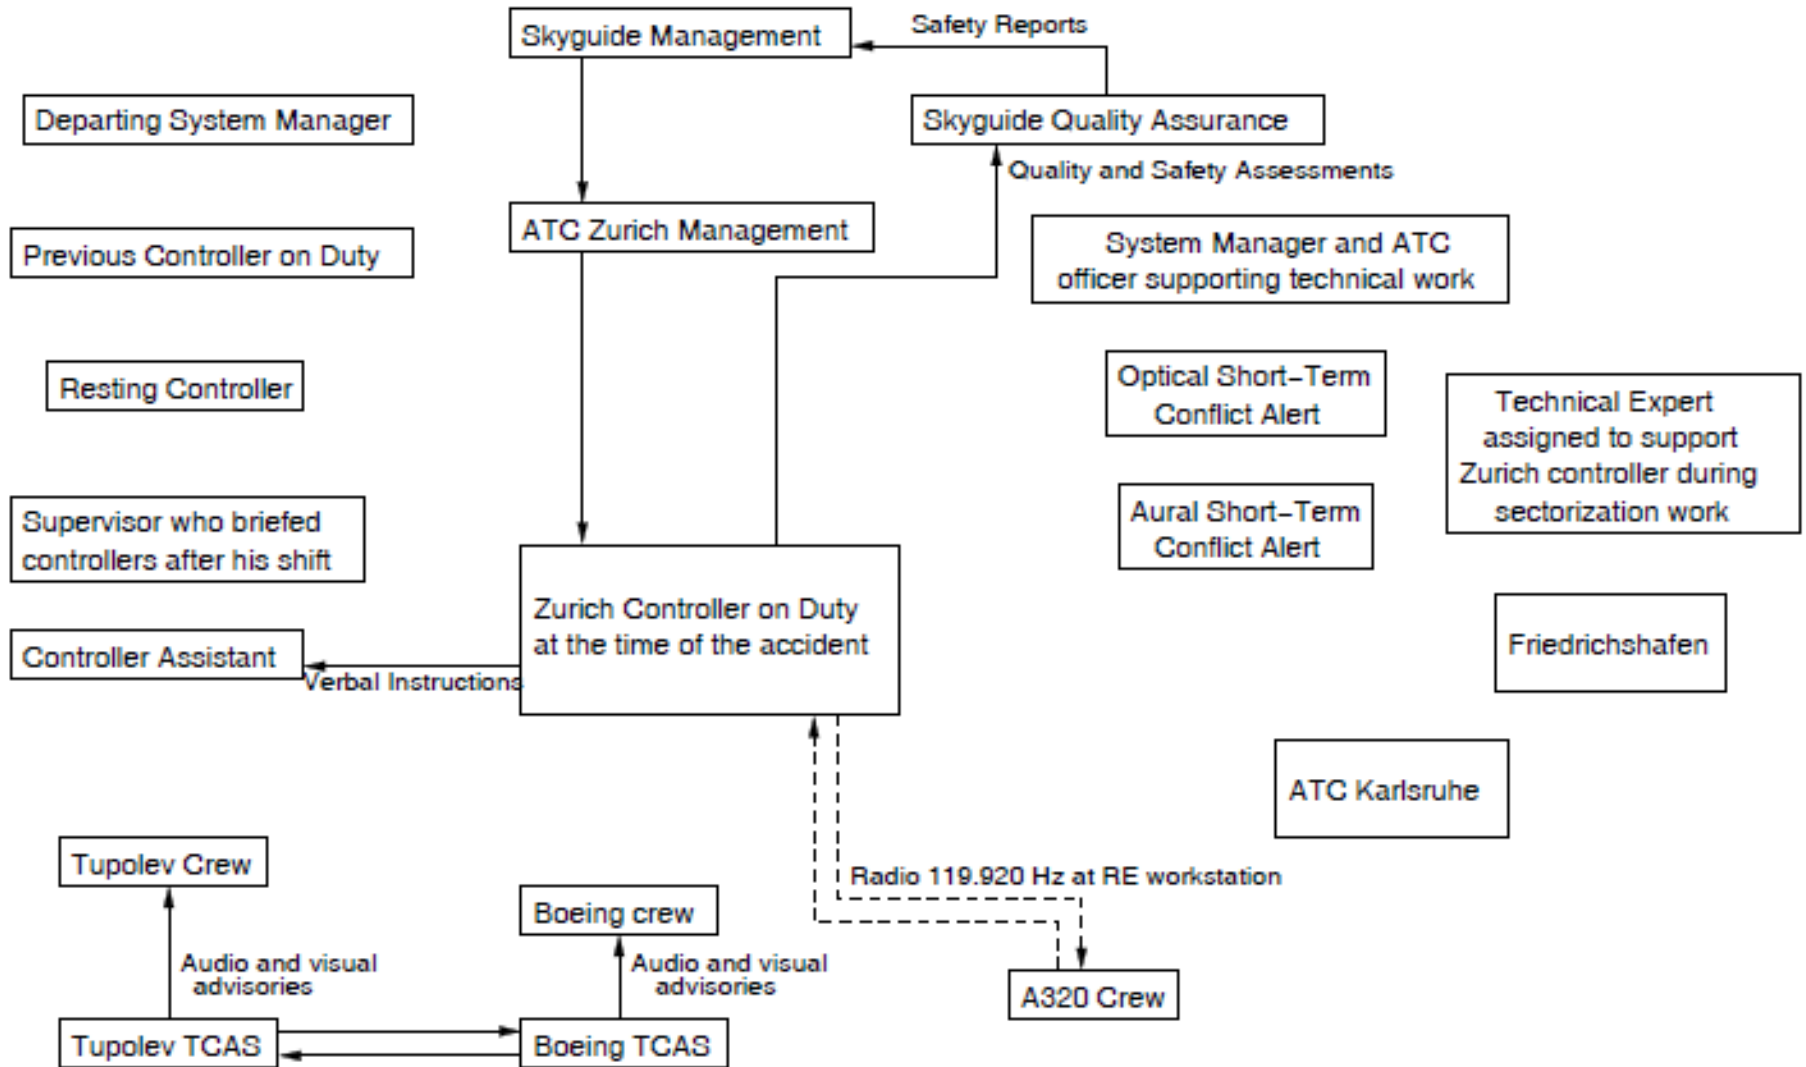 Skyguide Management
Safety Reports
Departing System Manager
Skyguide Quality Assurance
Quality and Safety Assessments
Previous Controller on Duty
ATC Zurich Management
System Manager and ATC
officer supporting technical work
Resting Controller
Optical Short-Term
Conflict Alert
Technical Expert
assigned to support
Zurich controller during
sectorization work
Supervisor who briefed
controllers after his shift
Aural Short-Term
Conflict Alert
Zurich Controller on Duty
at the time of the accident
Friedrichshafen
Controller Assistant
Verbal Instructions
ATC Karlsruhe
Tupolev Crew
Radio 119.920 Hz at RE workstation
Boeing crew
Audio and visual
advisories
Audio and visual
advisories
A320 Crew
Tupolev TCAS
Boeing TCAS